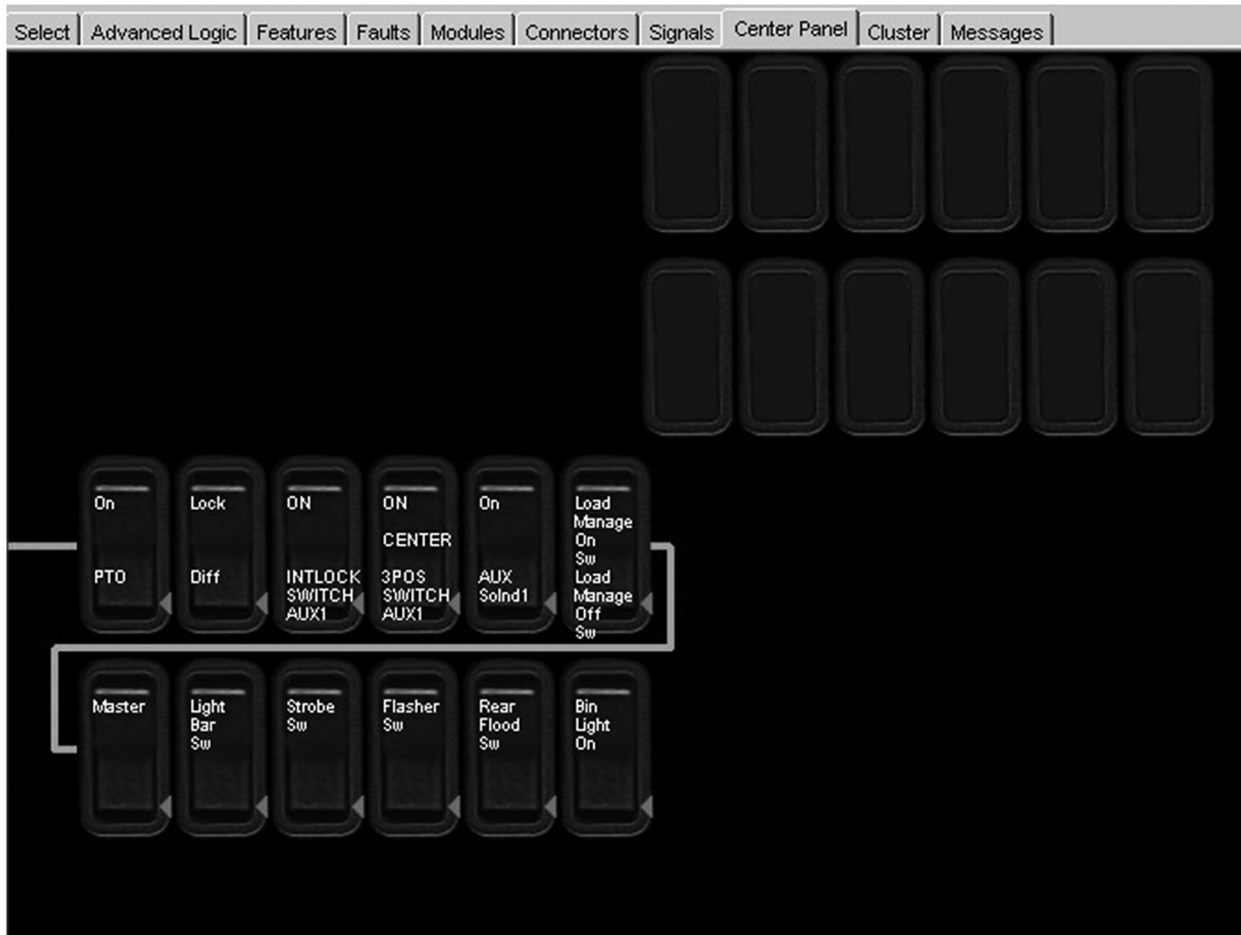 Select Advanced Logic Features Faults Modules Connectors Signals Center Panel Cluster Messages
On
PTO
Lock
Diff
ON
INTLOCK
SWITCH
AUX1
ON
CENTER
3POS
SWITCH
AUX1
On
AUX
Solnd1
Load
Manage
On
Sw
Load
Manage
Off
Sw
Master
Light
Bar
Sw
Strobe
Sw
Flasher
Sw
Rear
Flood
Sw
Bin
Light
On